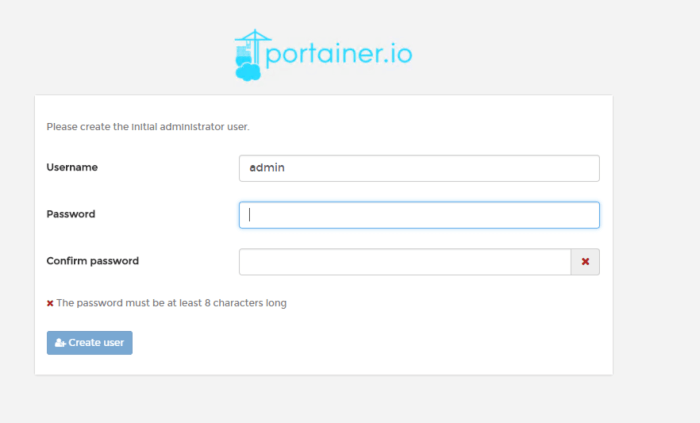 portainer.io
Please create the initial administrator user.
Username
admin
Password
Confirm password
The password must be at least 8 characters long
Create user